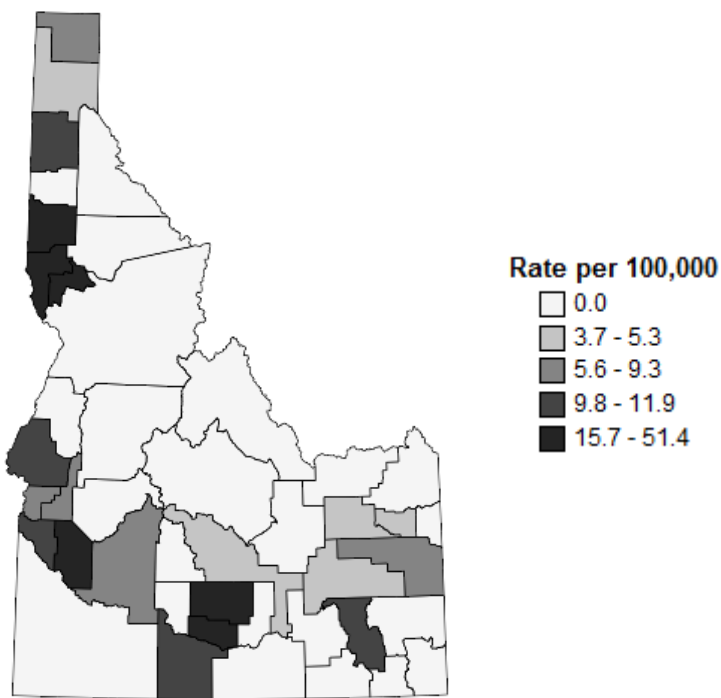 Rate per 100,000
0.0
3.7 - 5.3
5.6 - 9.3
9.8 - 11.9
15.7 - 51.4